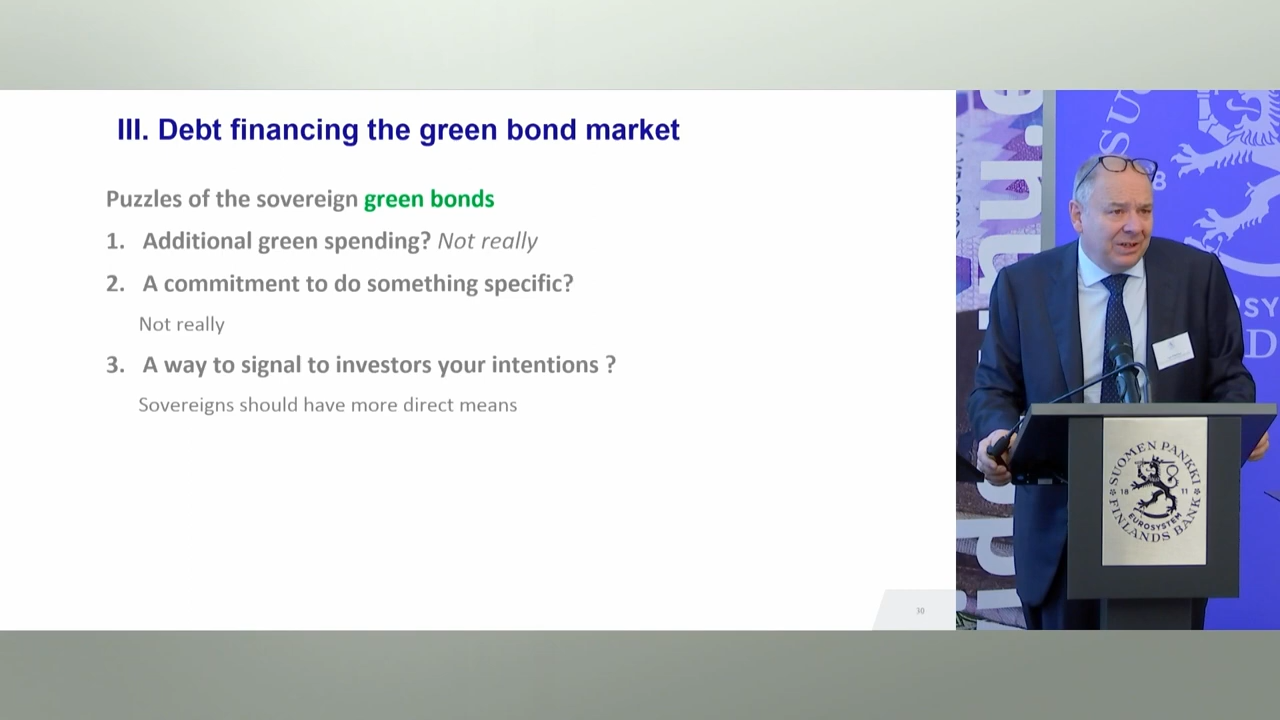 III. Debt financing the green bond market
Puzzles of the sovereign green bonds
1. Additional green spending? Not really
2. A commitment to do something specific?
Not really
3. A way to signal to investors your intentions ?
Sovereigns should have more direct means
30
SUOMEN PANKKI
18 11
EUROSYSTEM
FINLANDS BANK